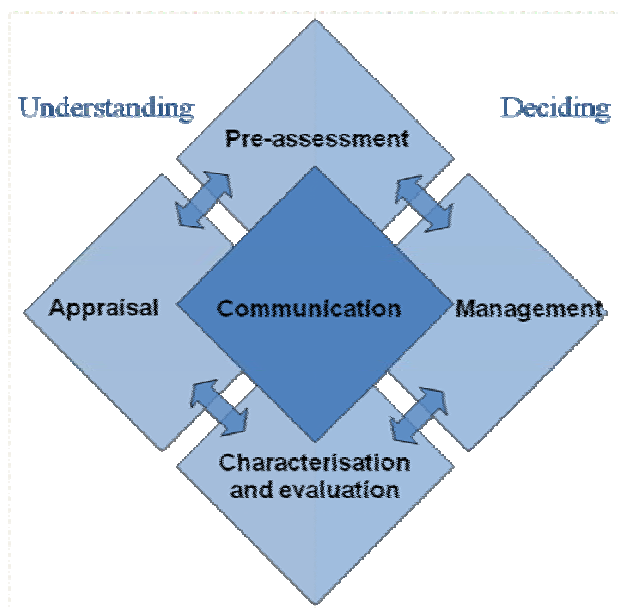 Understanding
Deciding
Pre-assessment
Appraisal
Communication
Management
Characterisation
and evaluation